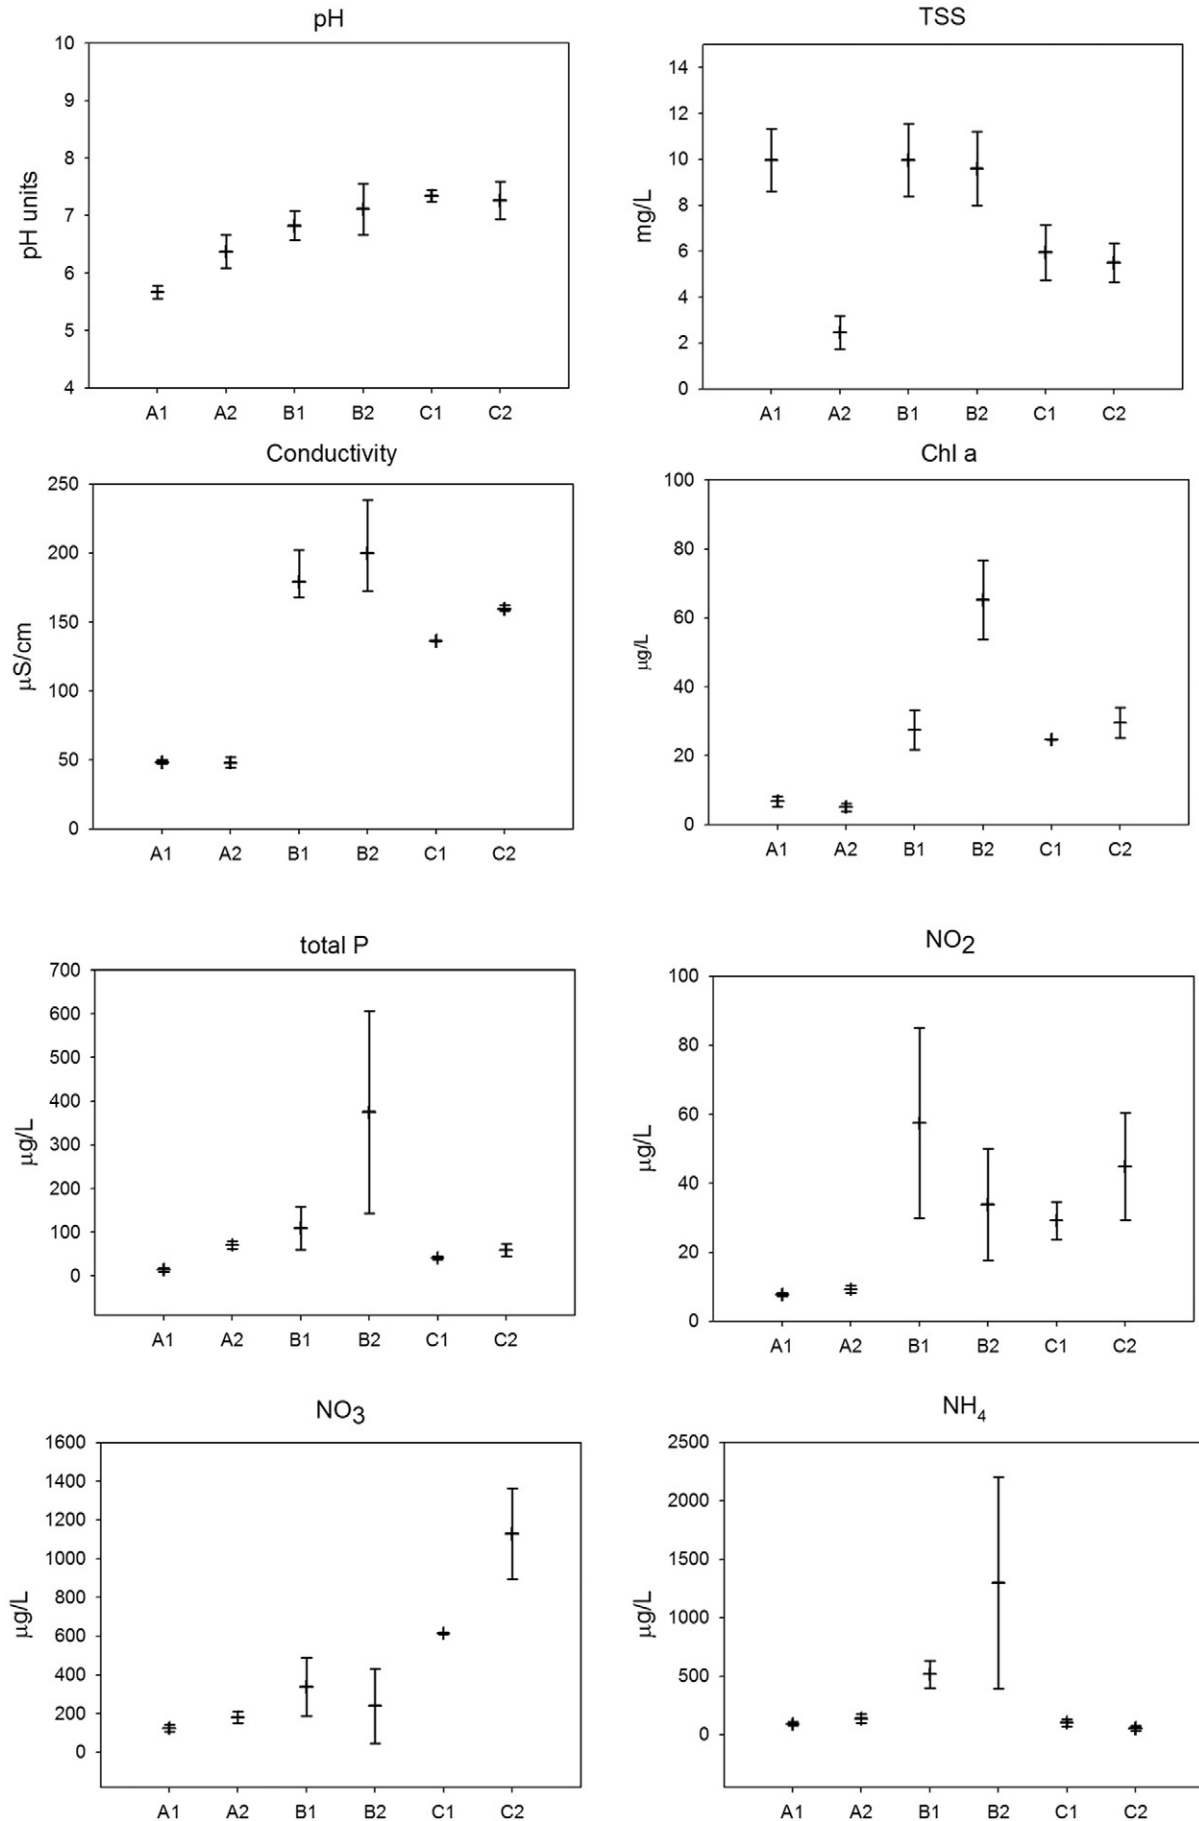 pH
10
9
8
7
6
5
4
pH units
A1 A2 B1 B2 C1 C2
TSS
14
12
10
8
6
4
2
0
mg/L
A1 A2 B1 B2 C1 C2
Conductivity
250
200
150
100
50
0
µS/cm
A1 A2 B1 B2 C1 C2
Chl a
100
80
60
40
20
0
µg/L
A1 A2 B1 B2 C1 C2
total P
700
600
500
400
300
200
100
0
µg/L
A1 A2 B1 B2 C1 C2
NO2
100
80
60
40
20
0
µg/L
A1 A2 B1 B2 C1 C2
NO3
1600
1400
1200
1000
800
600
400
200
0
µg/L
A1 A2 B1 B2 C1 C2
NH4
2500
2000
1500
1000
500
0
µg/L
A1 A2 B1 B2 C1 C2